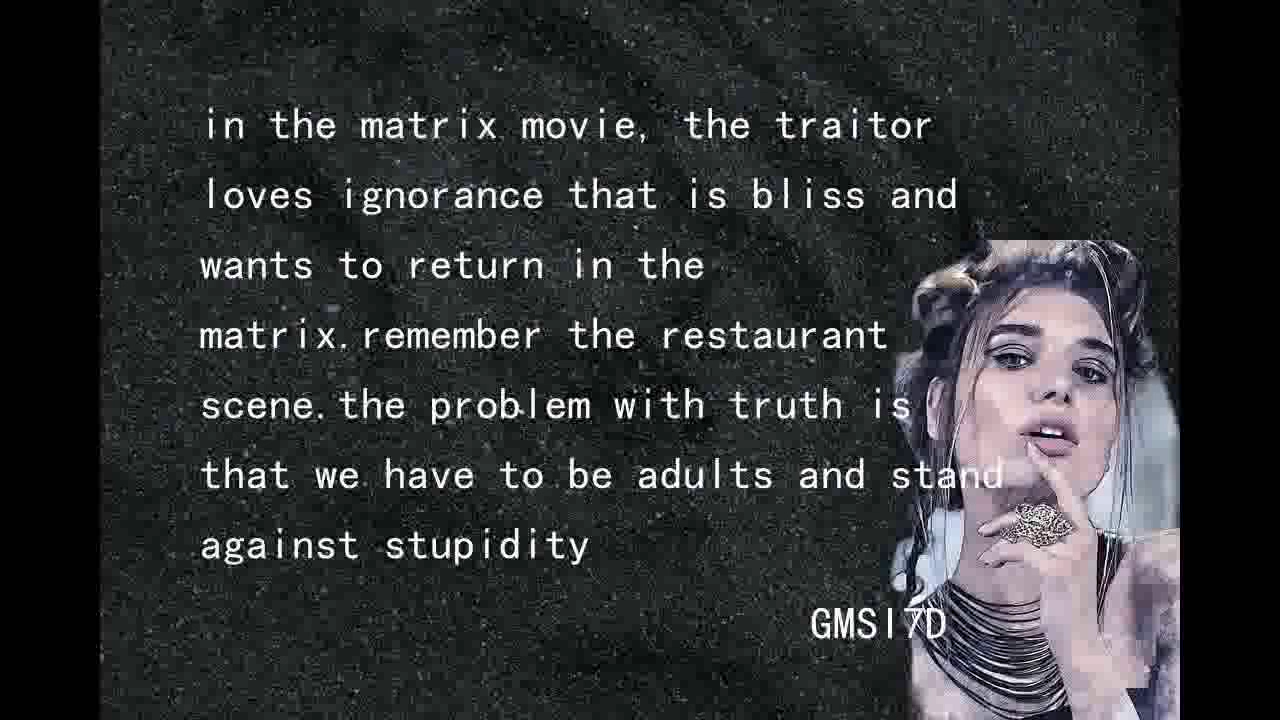 in the matrix movie, the traitor
loves ignorance that is bliss and
wants to return in the
matrix.remember the restaurant
scene.the problem with truth is
that we have to be adults and stand
against stupidity
GMSI7D